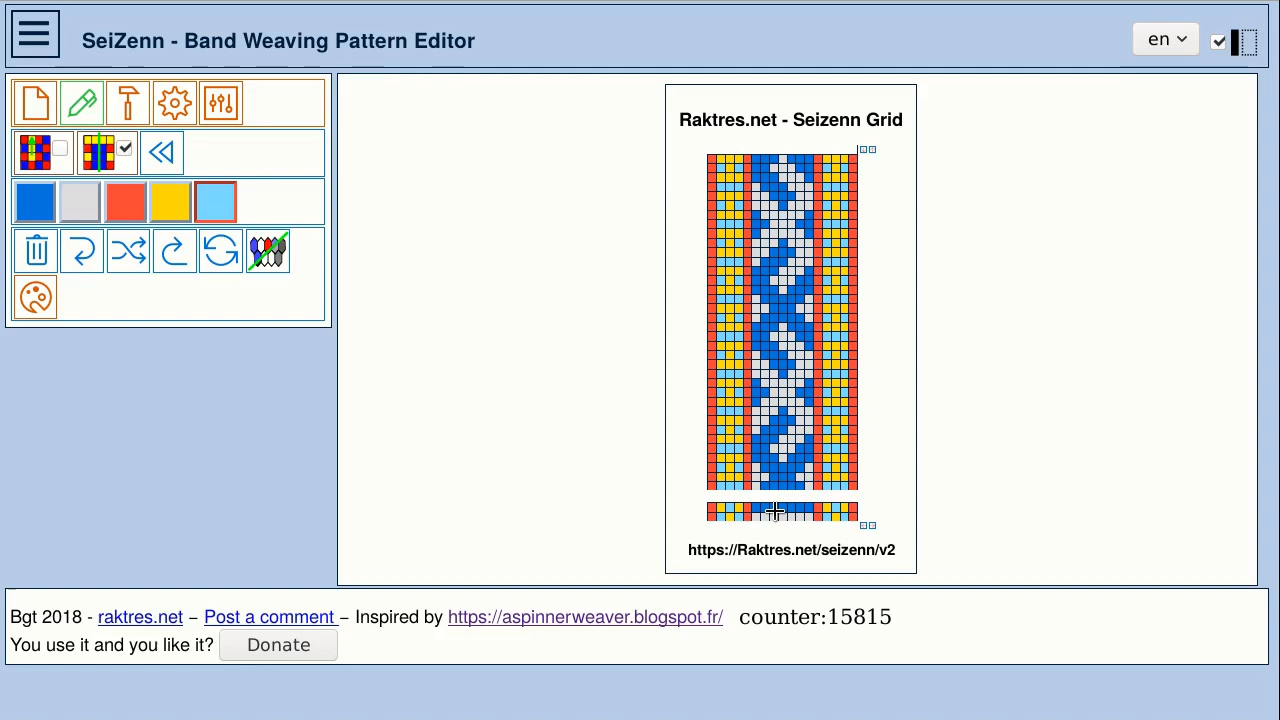 SeiZenn - Band Weaving Pattern Editor
en
Raktres.net - Seizenn Grid
https://Raktres.net/seizenn/v2
Bgt 2018 - raktres.net – Post a comment – Inspired by https://aspinnerweaver.blogspot.fr/ counter:15815
You use it and you like it? Donate